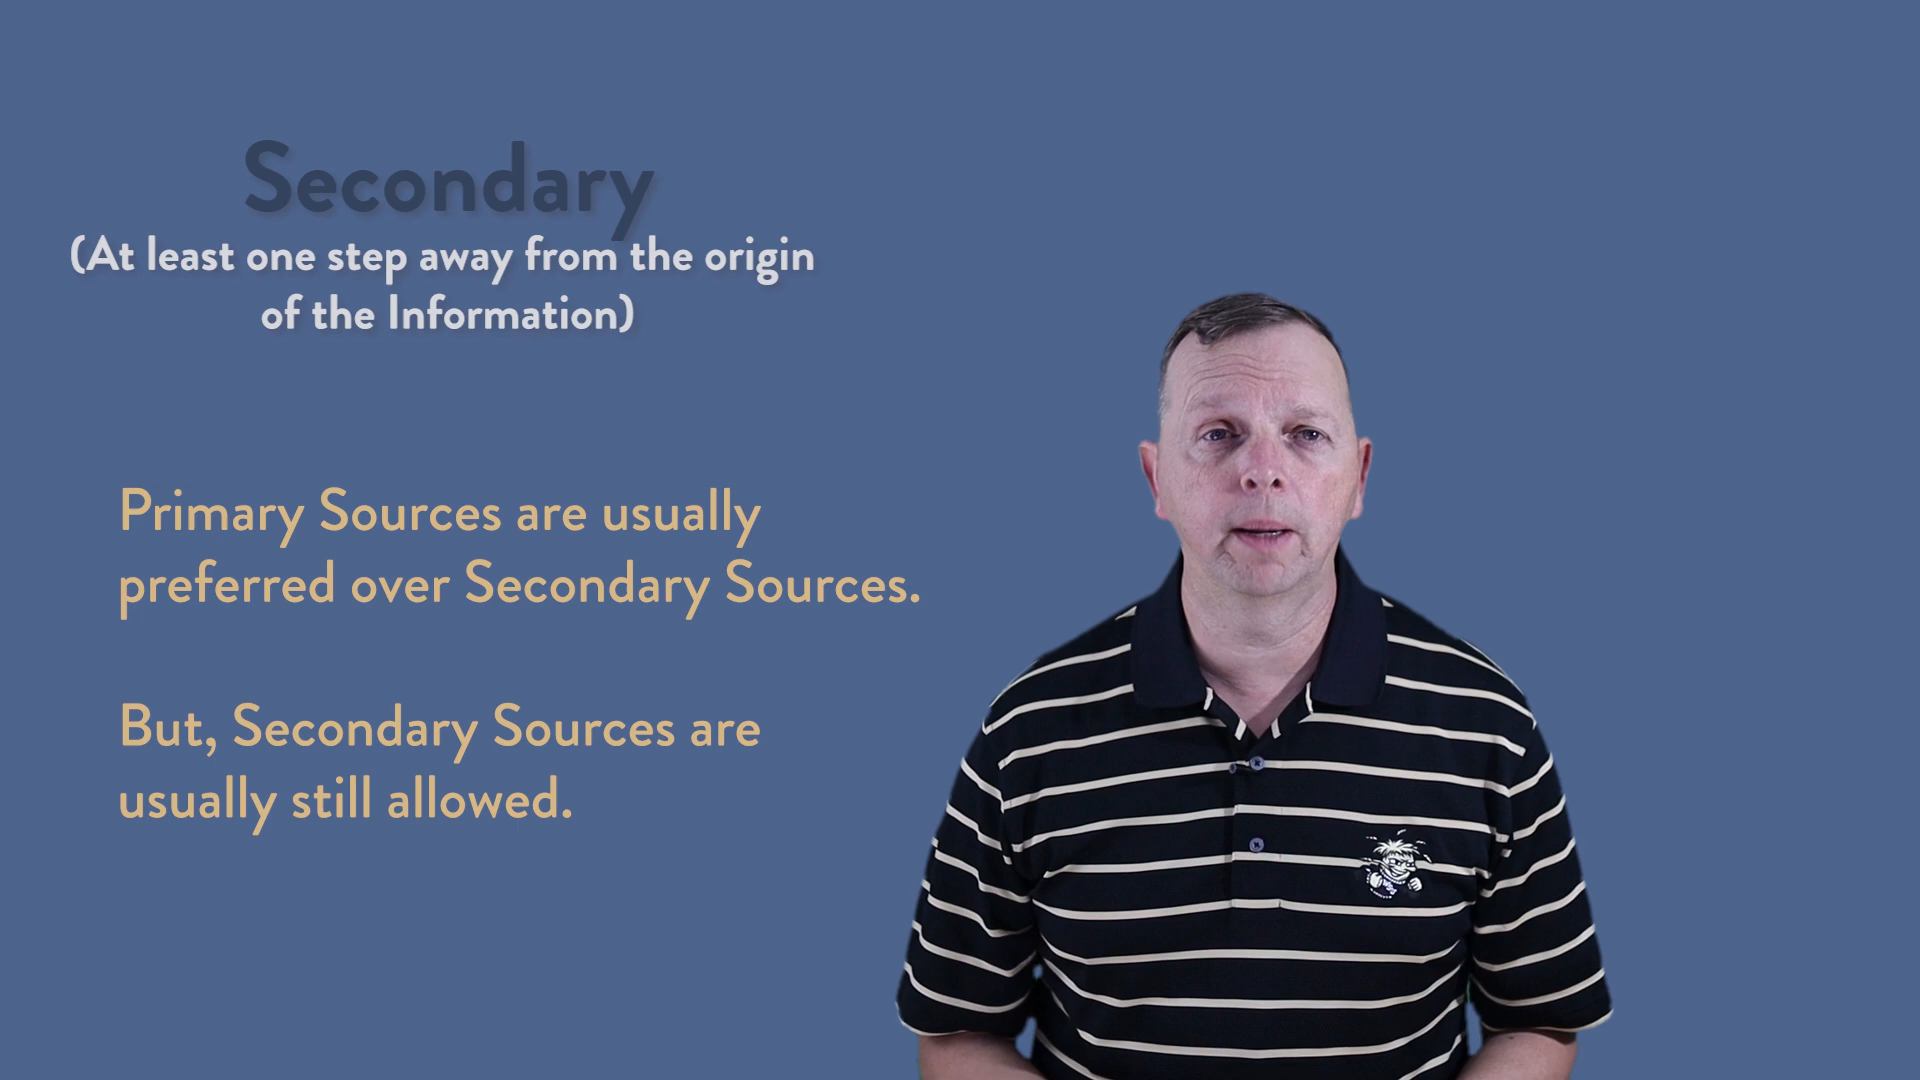 Secondary
(At least one step away from the origin
of the Information)
Primary Sources are usually
preferred over Secondary Sources.
But, Secondary Sources are
usually still allowed.